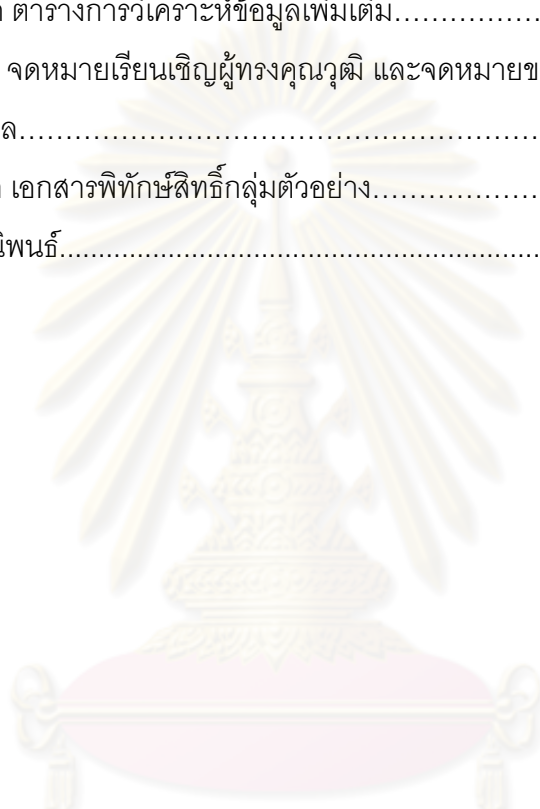 ตารางการวิเคราะห์ข้อมูลเพิ่มเติม……………..
จดหมายเรียนเชิญผู้ทรงคุณวุฒิ และจดหมายข
ล……………………………………………….
เอกสารพิทักษ์สิทธิ์กลุ่มตัวอย่าง………………..
นิพนธ์..............................................................